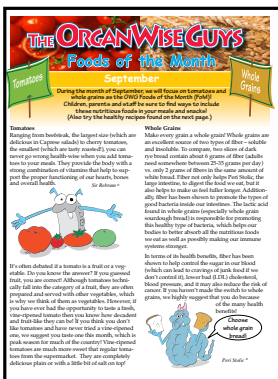 THE ORGANWISE GUYS
Foods of the Month
Tomatoes
Whole
Grains
September
During the month of September, we will focus on tomatoes and
whole grains as the OWG Foods of the Month (FoM)!
Children, parents and staff be sure to find ways to include
these nutritious foods in your meals and snacks!
(Also try the healthy recipes found on the next page.)
Tomatoes
Ranging from beefsteak, the largest size (which are
delicious in Caprese salads) to cherry tomatoes,
the smallest (which are tasty roasted!), you can
never go wrong health-wise when you add toma-
toes to your meals. They provide the body with a
strong combination of vitamins that help to sup-
port the proper functioning of our hearts, bones
and overall health.
Sir Rebrum
It's often debated if a tomato is a fruit or a veg-
etable. Do you know the answer? If you guessed
fruit, you are correct! Although tomatoes techni-
cally fall into the category of a fruit, they are often
prepared and served with other vegetables, which
is why we think of them as vegetables. However, if
you have ever had the opportunity to taste a fresh,
vine-ripened tomato then you know how decadent
and fruit-like they can be! If you think you don't
like tomatoes and have never tried a vine-ripened
one, we suggest you taste one this month, which is
peak season for much of the country! Vine-ripened
tomatoes are much more sweet than regular toma-
toes from the supermarket. They are completely
delicious plain or with a little bit of salt on top!
Whole Grains
Make every grain a whole grain! Whole grains are
an excellent source of two types of fiber – soluble
and insoluble. To compare, two slices of dark
rye bread contain about 6 grams of fiber (adults
need somewhere between 25-35 grams per day)
vs. only 2 grams of fibers in the same amount of
white bread. Fiber not only helps Peri Stolic, the
large intestine, to digest the food we eat, but it
also helps to make us feel fuller longer. Addition-
ally, fiber has been shown to promote the types of
good bacteria inside our intestines. The lactic acid
found in whole grains (especially whole grain
sourdough bread) is responsible for promoting
this healthy type of bacteria, which helps our
bodies to better absorb all the nutritious foods
we eat as well as possibly making our immune
systems stronger.
In terms of its health benefits, fiber has been
shown to help control the sugar in our blood
(which can lead to cravings of junk food if we
don't control it), lower bad (LDL) cholesterol,
blood pressure, and it may also reduce the risk of
cancer. If you haven't made the switch to whole
grains, we highly suggest that you do because
of the many health
benefits!
Choose
whole grain
bread!
Peri Stolic